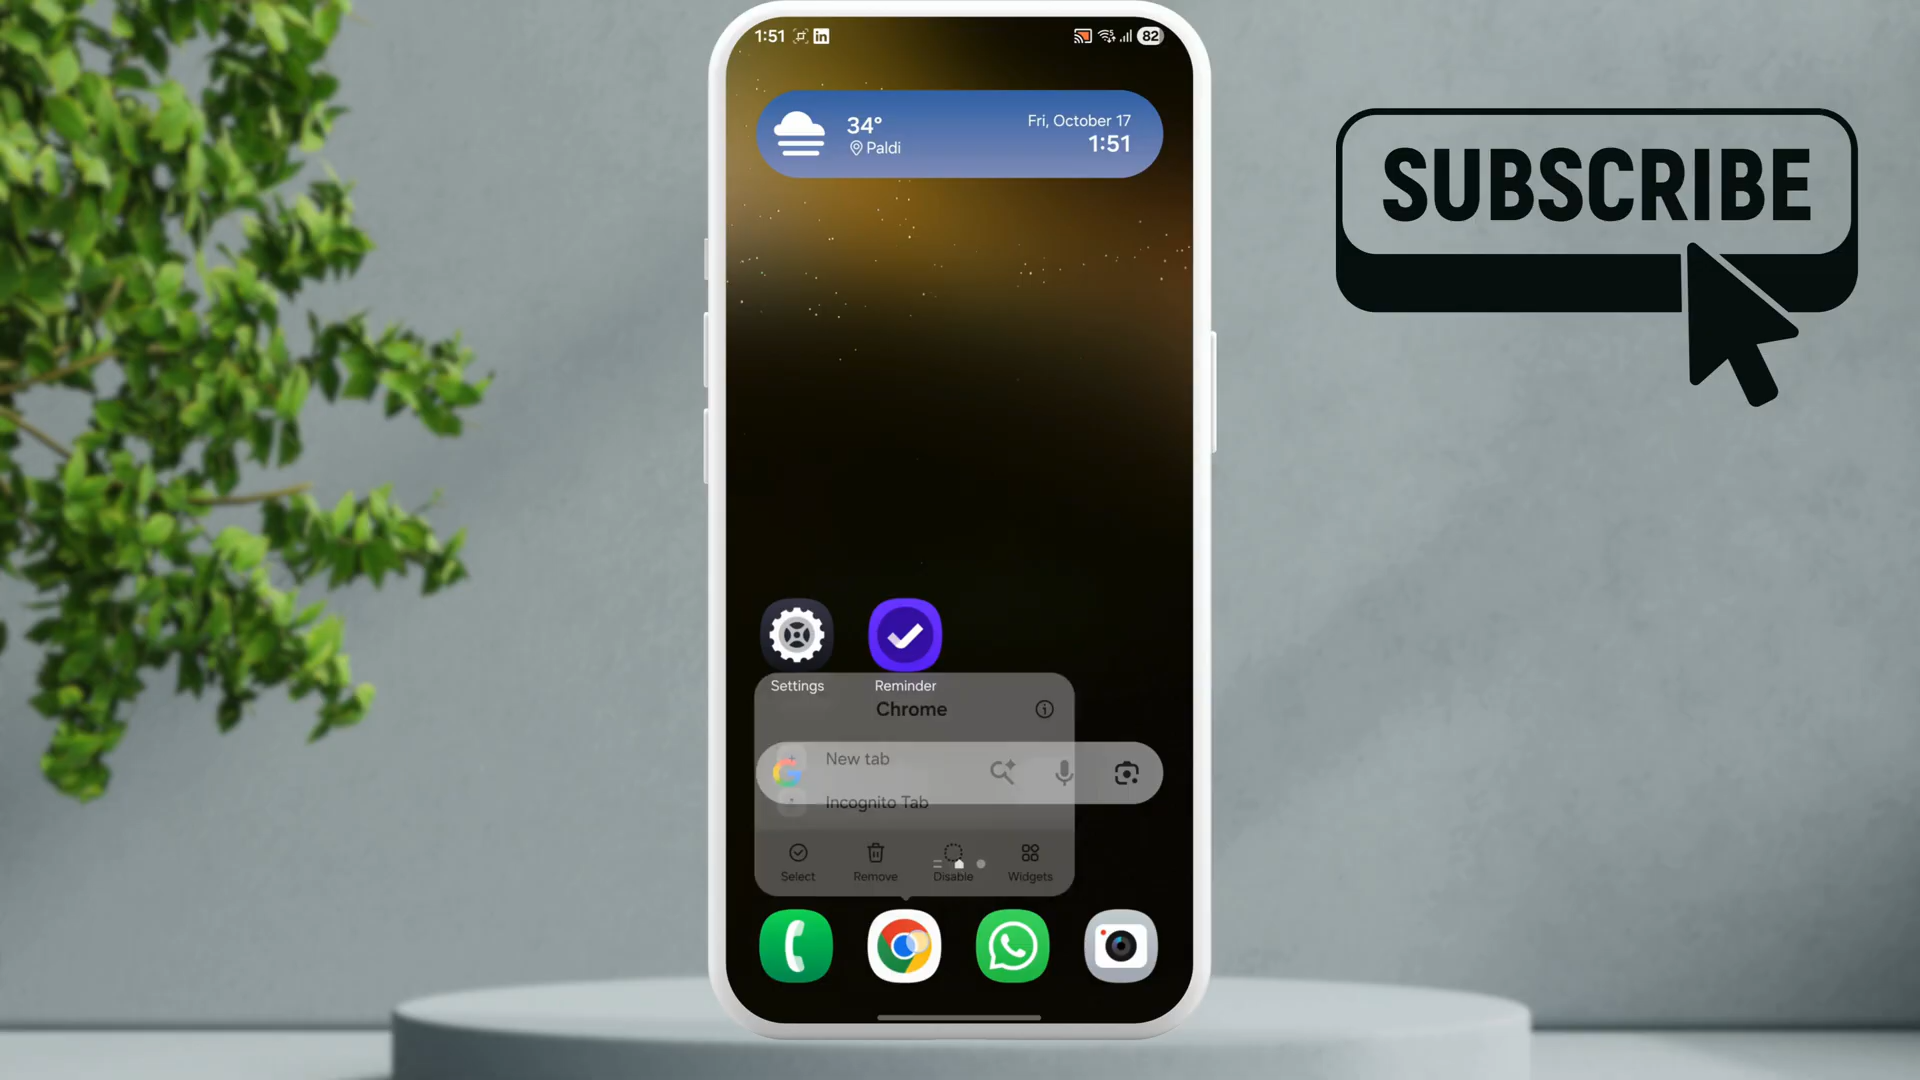 1:51
82
34°
Paldi
Fri, October 17
1:51
SUBSCRIBE
Settings
Reminder
Chrome
New tab
Incognito Tab
Select
Remove
Disable
Widgets